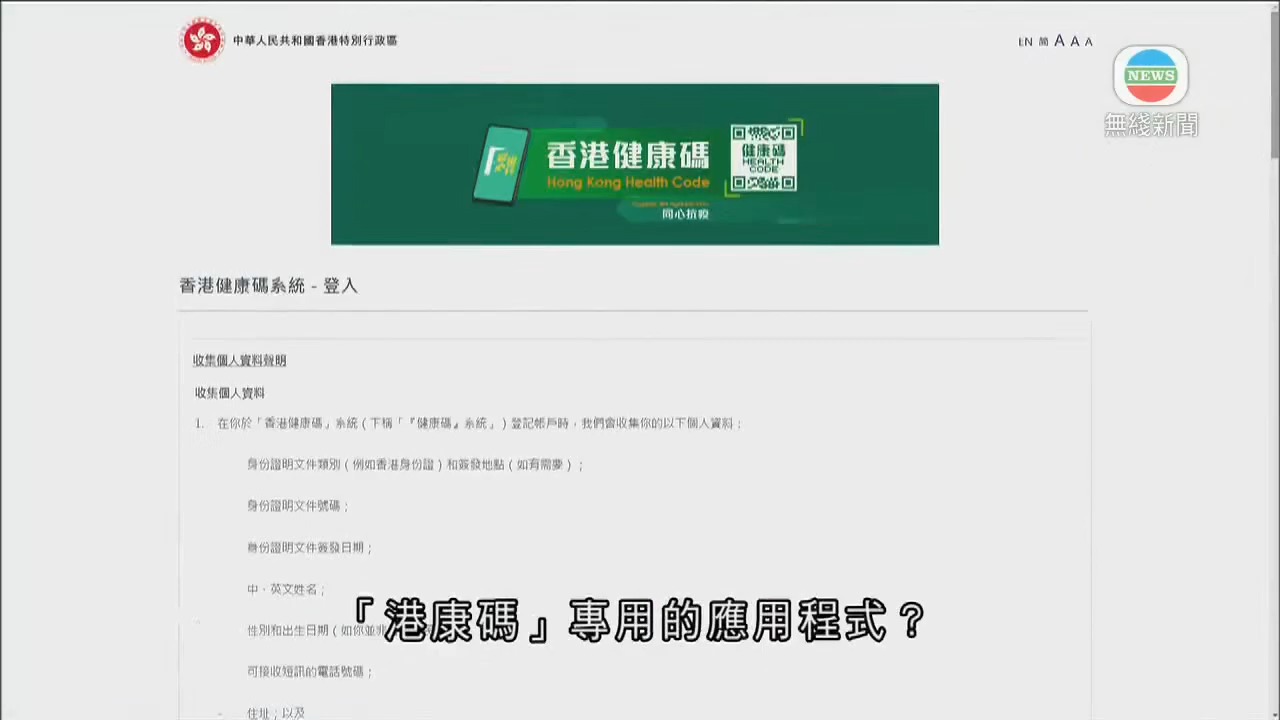 中華人民共和國香港特別行政區
EN 简 A A A
NEWS
無綫新聞
香港健康碼
Hong Kong Health Code
同心抗疫
健康碼
HEALTH
CODE
香港健康碼系統 - 登入
收集個人資料聲明
收集個人資料
1. 在你於「香港健康碼」系統（下稱「『健康碼』系統」）登記帳戶時，我們會收集你的以下個人資料：
身份證明文件類別（例如香港身份證）和簽發地點（如有需要）；
身份證明文件號碼；
身份證明文件簽發日期；
中、英文姓名；
性別和出生日期（如你並非
「港康碼」專用的應用程式？
可接收短訊的電話號碼；
住址；以及